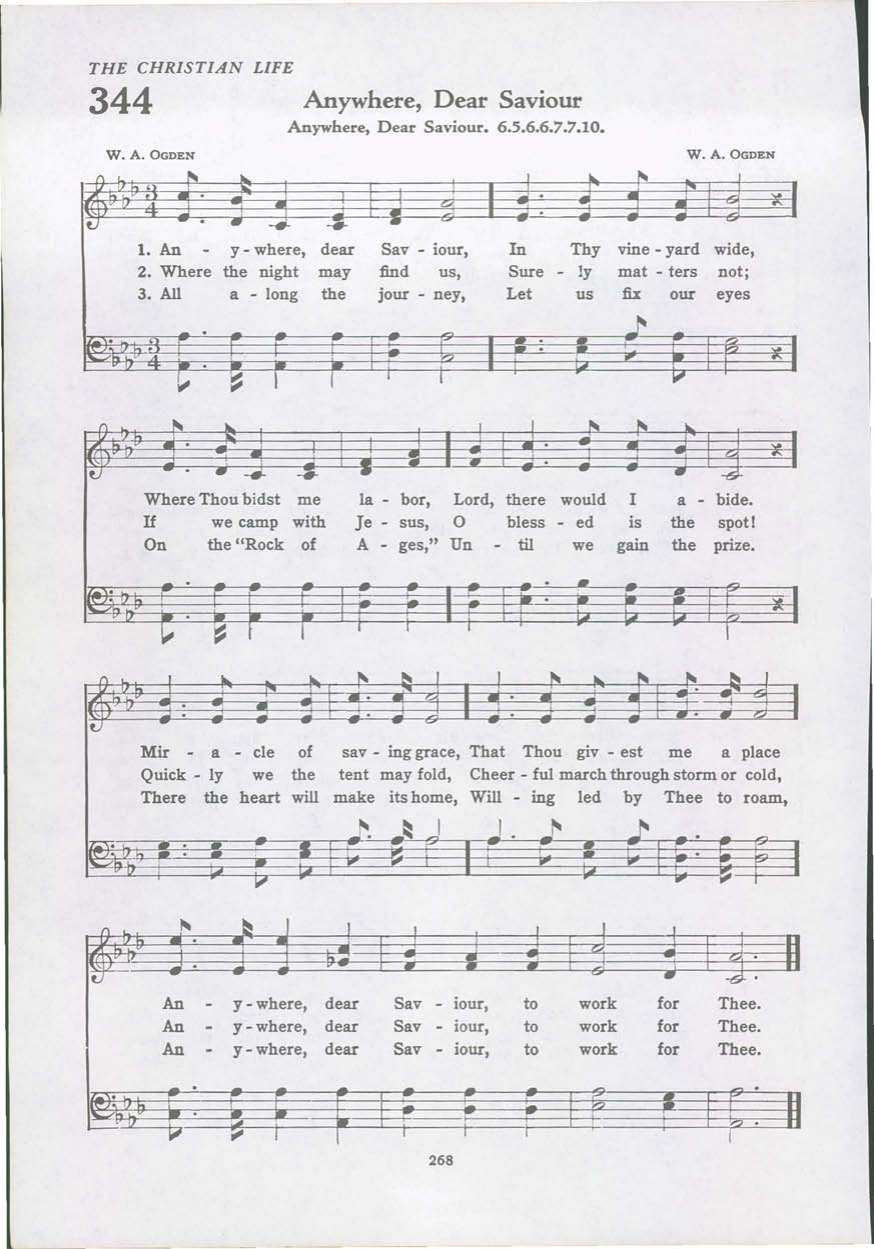 THE CHRISTIAN LIFE
344
Anywhere, Dear Saviour
Anywhere, Dear Saviour. 6.5.6.6.7.7.10.
W. A. OGDEN W. A. OGDEN
3
4
1. An - y - where, dear Sav - iour, In Thy vine - yard wide,
2. Where the night may find us, Sure - ly mat - ters not;
3. All a - long the jour - ney, Let us fix our eyes
3
4
Where Thou bidst me la - bor, Lord, there would I a - bide.
If we camp with Je - sus, O bless - ed is the spot!
On the "Rock of A - ges," Un - til we gain the prize.
Mir - a - cle of sav - ing grace, That Thou giv - est me a place
Quick - ly we the tent may fold, Cheer - ful march through storm or cold,
There the heart will make its home, Will - ing led by Thee to roam,
An - y - where, dear Sav - iour, to work for Thee.
An - y - where, dear Sav - iour, to work for Thee.
An - y - where, dear Sav - iour, to work for Thee.
268